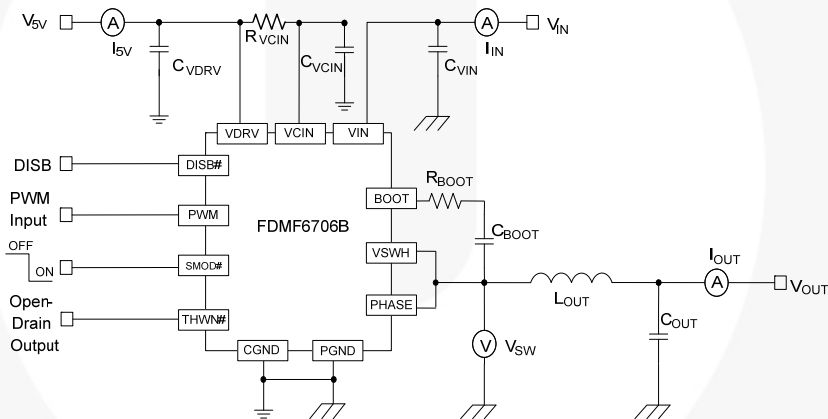 V5V
A
I5V
CVDRV
RVCIN
CVCIN
CVIN
A
IIN
VIN
VDRV
VCIN
VIN
DISB
DISB#
PWM
Input
PWM
OFF
ON
SMOD#
Open-
Drain
Output
THWN#
FDMF6706B
BOOT
RBOOT
CBOOT
VSWH
PHASE
CGND
PGND
V
VSW
LOUT
COUT
IOUT
A
VOUT